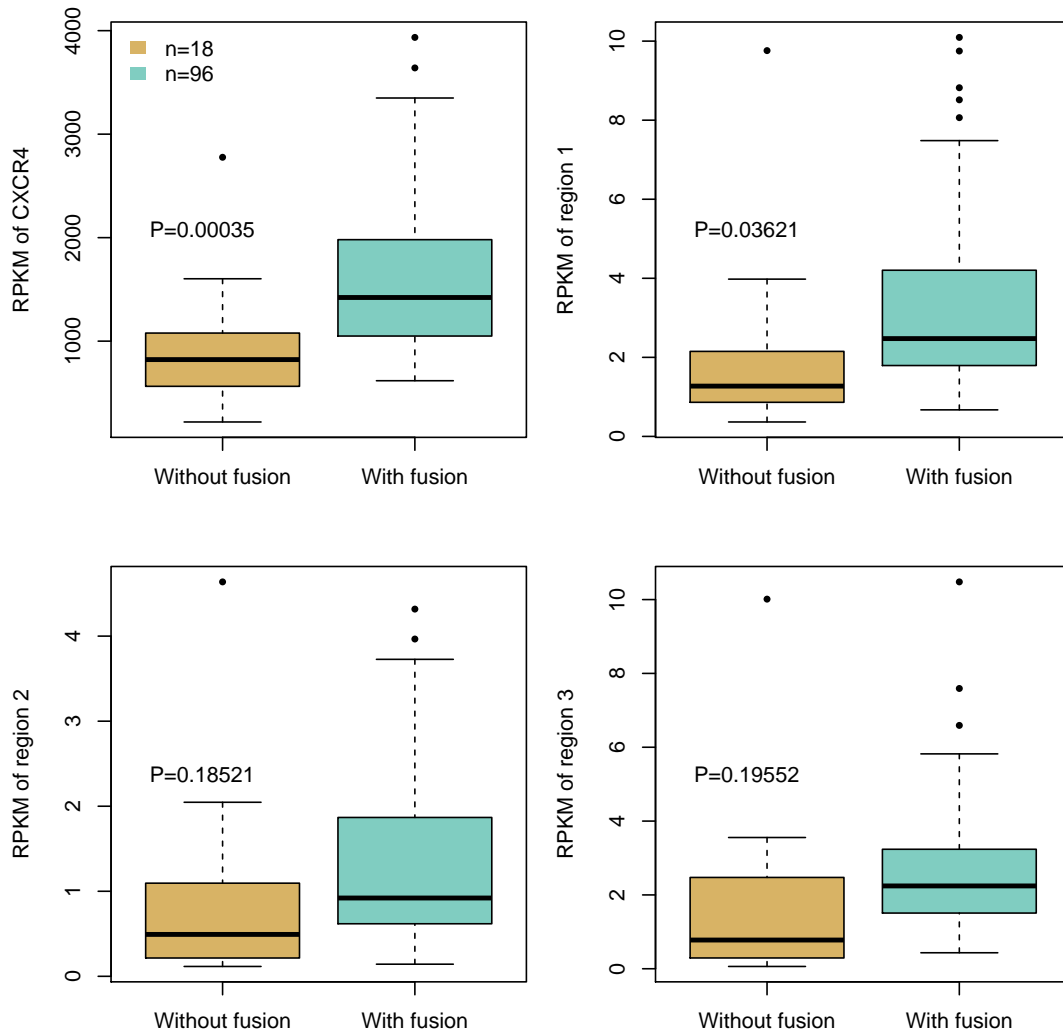 n=18
n=96
P=0.00035
RPKM of CXCR4
4000
3000
2000
1000
Without fusion
With fusion
P=0.03621
RPKM of region 1
10
8
6
4
2
0
Without fusion
With fusion
P=0.18521
RPKM of region 2
4
3
2
1
0
Without fusion
With fusion
P=0.19552
RPKM of region 3
10
8
6
4
2
0
Without fusion
With fusion